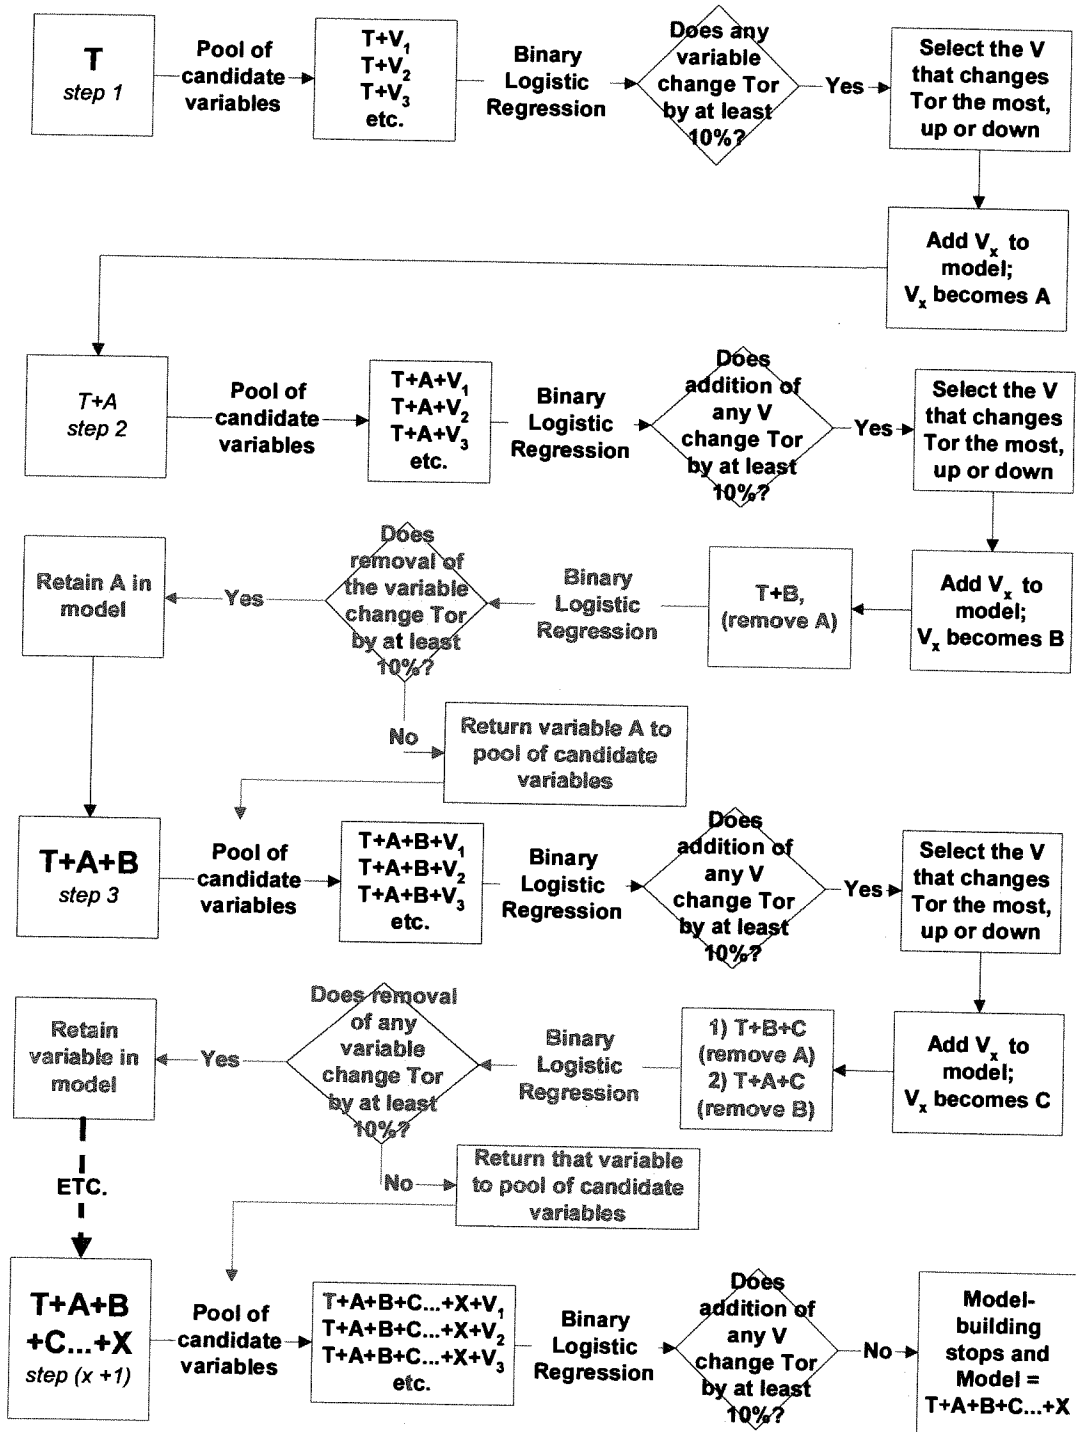 T
step 1
Pool of
candidate
variables
T+V1
T+V2
T+V3
etc.
Binary
Logistic
Regression
Does any
variable
change Tor
by at least
10%?
Yes
Select the V
that changes
Tor the most,
up or down
Add Vx to
model;
Vx becomes A
T+A
step 2
Pool of
candidate
variables
T+A+V1
T+A+V2
T+A+V3
etc.
Binary
Logistic
Regression
Does
addition of
any V
change Tor
by at least
10%?
Yes
Select the V
that changes
Tor the most,
up or down
Add Vx to
model;
Vx becomes B
T+B,
(remove A)
Binary
Logistic
Regression
Does
removal of
the variable
change Tor
by at least
10%?
Yes
Retain A in
model
No
Return variable A to
pool of candidate
variables
T+A+B
step 3
Pool of
candidate
variables
T+A+B+V1
T+A+B+V2
T+A+B+V3
etc.
Binary
Logistic
Regression
Does
addition of
any V
change Tor
by at least
10%?
Yes
Select the V
that changes
Tor the most,
up or down
Add Vx to
model;
Vx becomes C
1) T+B+C
(remove A)
2) T+A+C
(remove B)
Binary
Logistic
Regression
Does removal
of any
variable
change Tor
by at least
10%?
Yes
Retain
variable in
model
No
Return that variable
to pool of candidate
variables
ETC.
T+A+B
+C...+X
step (x +1)
Pool of
candidate
variables
T+A+B+C...+X+V1
T+A+B+C...+X+V2
T+A+B+C...+X+V3
etc.
Binary
Logistic
Regression
Does
addition of
any V
change Tor
by at least
10%?
No
Model-
building
stops and
Model =
T+A+B+C...+X